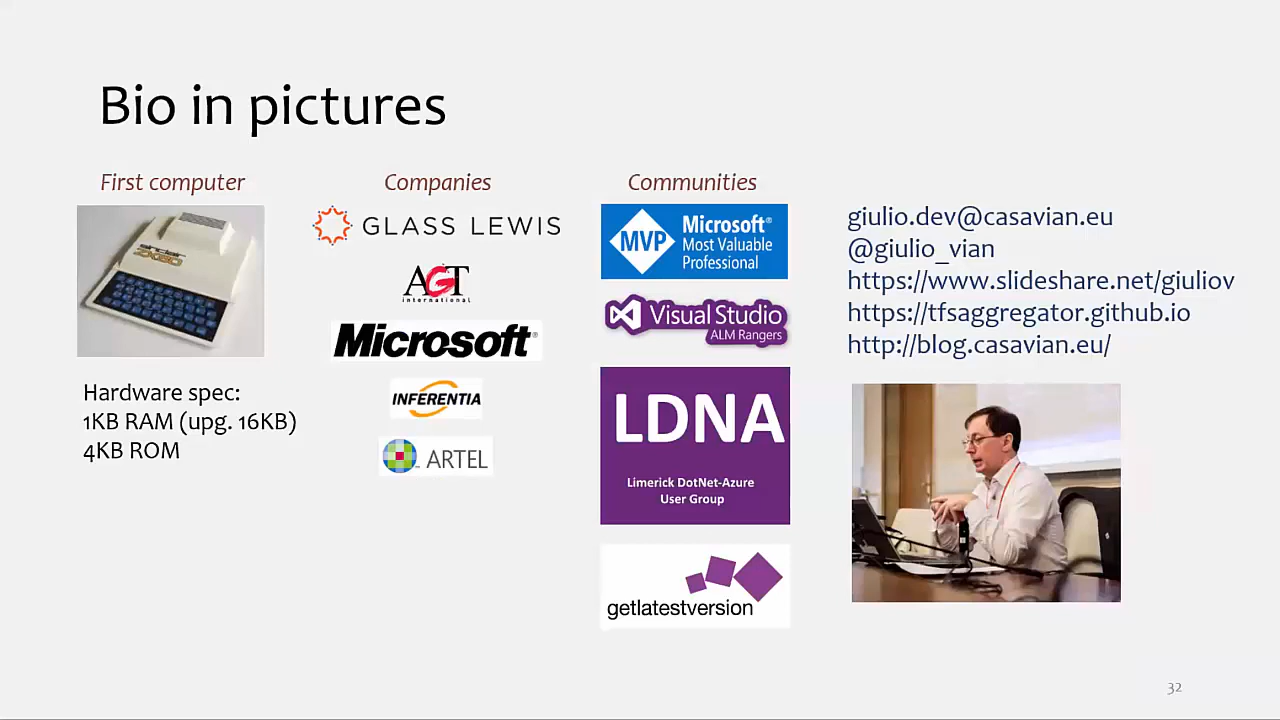 Bio in pictures
First computer
sinclair
ZX80
Hardware spec:
1KB RAM (upg. 16KB)
4KB ROM
Companies
GLASS LEWIS
AGT
international
Microsoft®
INFERENTIA
ARTEL
Communities
MVP
Microsoft®
Most Valuable
Professional
Visual Studio
ALM Rangers
LDNA
Limerick DotNet-Azure
User Group
getlatestversion
giulio.dev@casavian.eu
@giulio_vian
https://www.slideshare.net/giuliov
https://tfsaggregator.github.io
http://blog.casavian.eu/
32